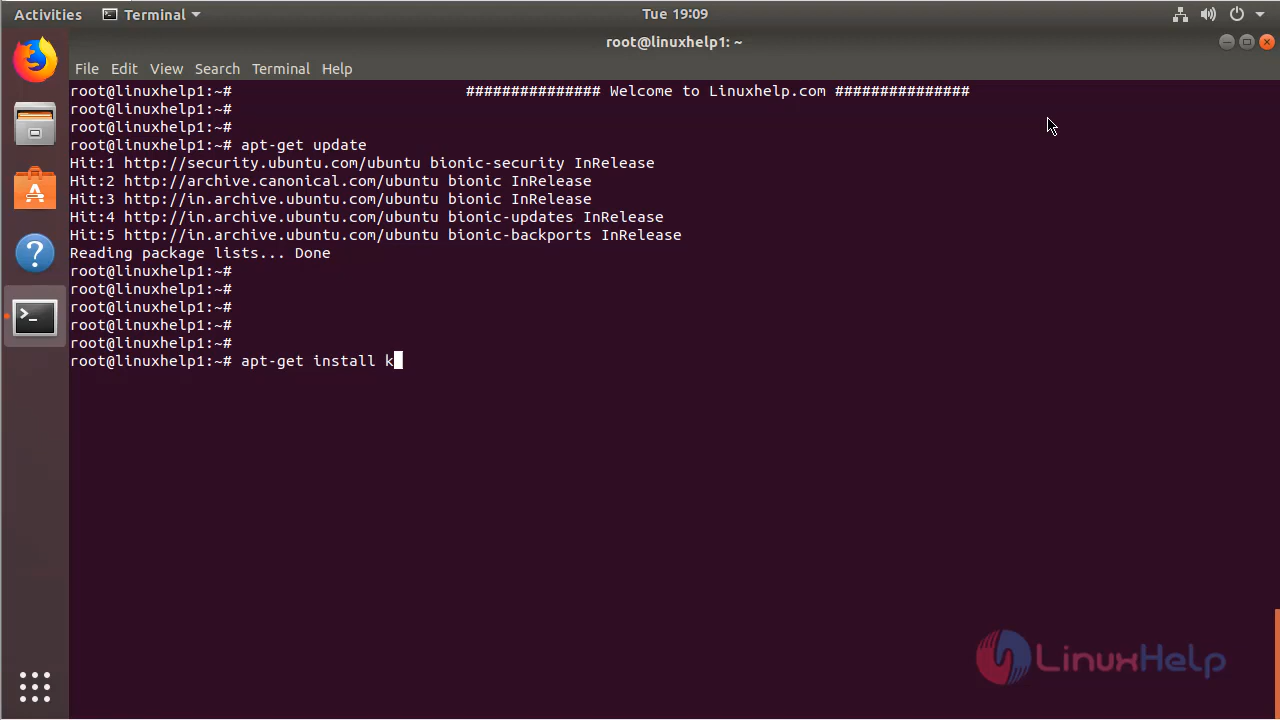 Activities Terminal Tue 19:09
root@linuxhelp1: ~
File Edit View Search Terminal Help
root@linuxhelp1:~# ############### Welcome to Linuxhelp.com ###############
root@linuxhelp1:~#
root@linuxhelp1:~#
root@linuxhelp1:~# apt-get update
Hit:1 http://security.ubuntu.com/ubuntu bionic-security InRelease
Hit:2 http://archive.canonical.com/ubuntu bionic InRelease
Hit:3 http://in.archive.ubuntu.com/ubuntu bionic InRelease
Hit:4 http://in.archive.ubuntu.com/ubuntu bionic-updates InRelease
Hit:5 http://in.archive.ubuntu.com/ubuntu bionic-backports InRelease
Reading package lists... Done
root@linuxhelp1:~#
root@linuxhelp1:~#
root@linuxhelp1:~#
root@linuxhelp1:~#
root@linuxhelp1:~#
root@linuxhelp1:~# apt-get install k
LinuxHelp